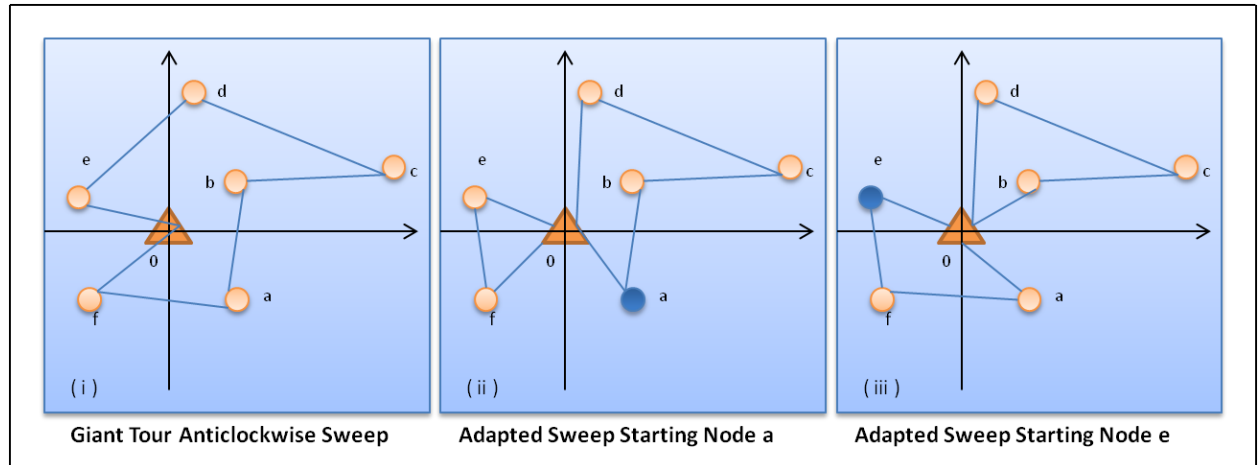 d
e
b
c
0
a
f
( i )
d
e
b
c
0
a
f
( ii )
d
e
b
c
0
a
f
(iii)
Giant Tour Anticlockwise Sweep
Adapted Sweep Starting Node a
Adapted Sweep Starting Node e